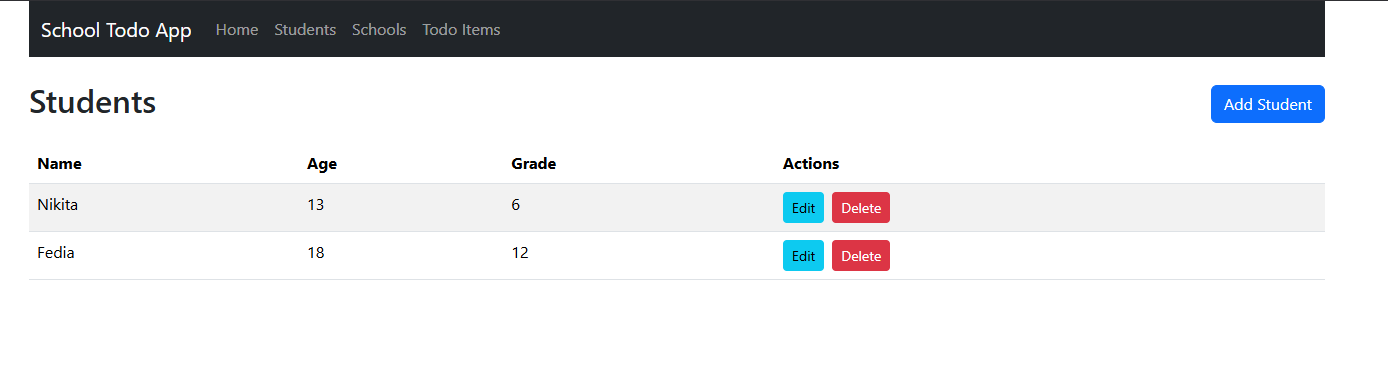 School Todo App Home Students Schools Todo Items
Students Add Student
Name Age Grade Actions
Nikita 13 6 Edit Delete
Fedia 18 12 Edit Delete